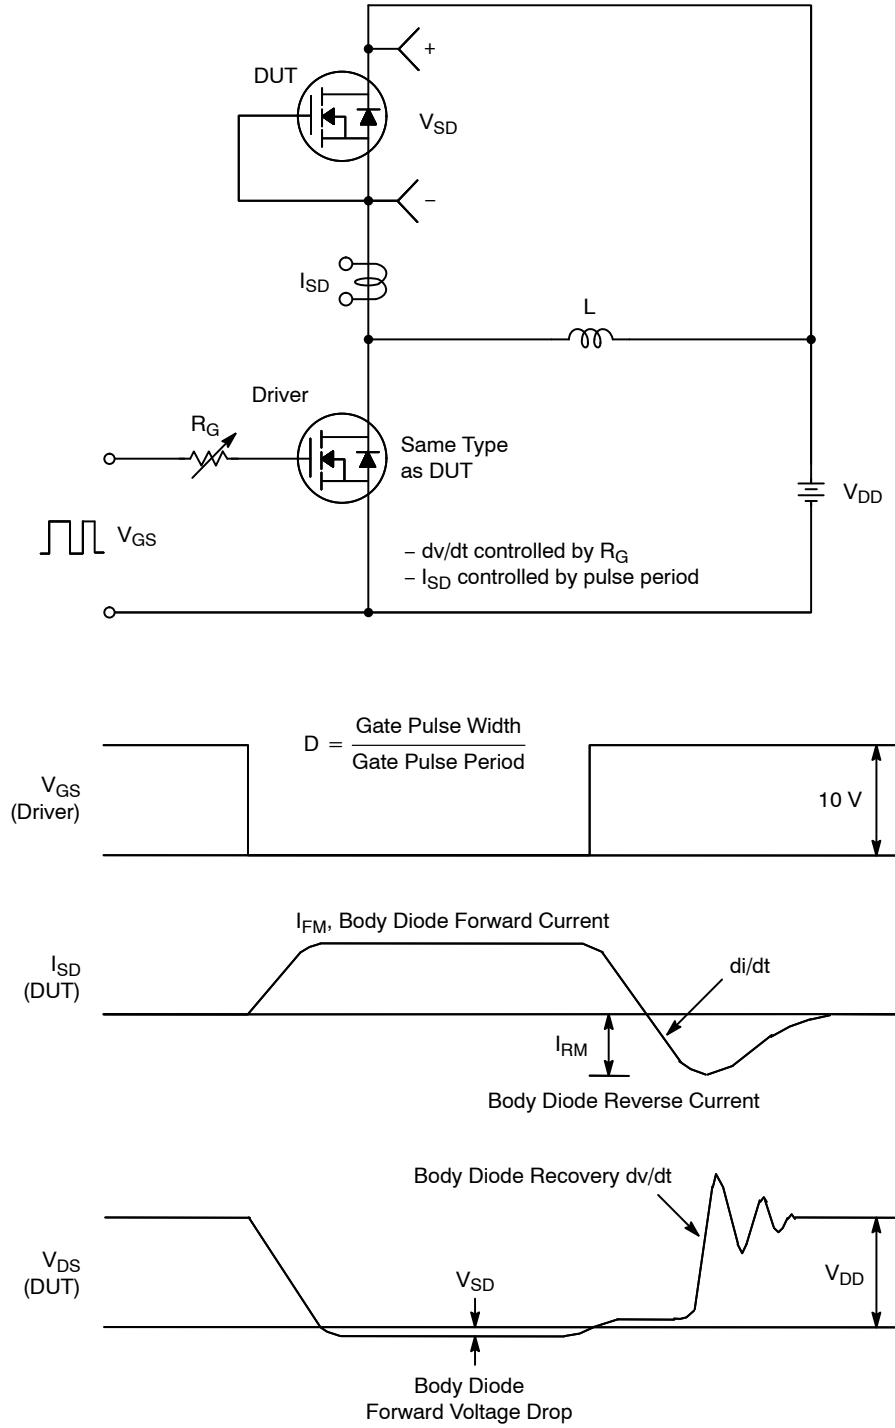 DUT
+
V_SD
−
I_SD
L
Driver
R_G
Same Type
as DUT
V_DD
V_GS
− dv/dt controlled by R_G
− I_SD controlled by pulse period
D = Gate Pulse Width
Gate Pulse Period
V_GS
(Driver)
10 V
I_FM, Body Diode Forward Current
I_SD
(DUT)
di/dt
I_RM
Body Diode Reverse Current
Body Diode Recovery dv/dt
V_DS
(DUT)
V_SD
V_DD
Body Diode
Forward Voltage Drop